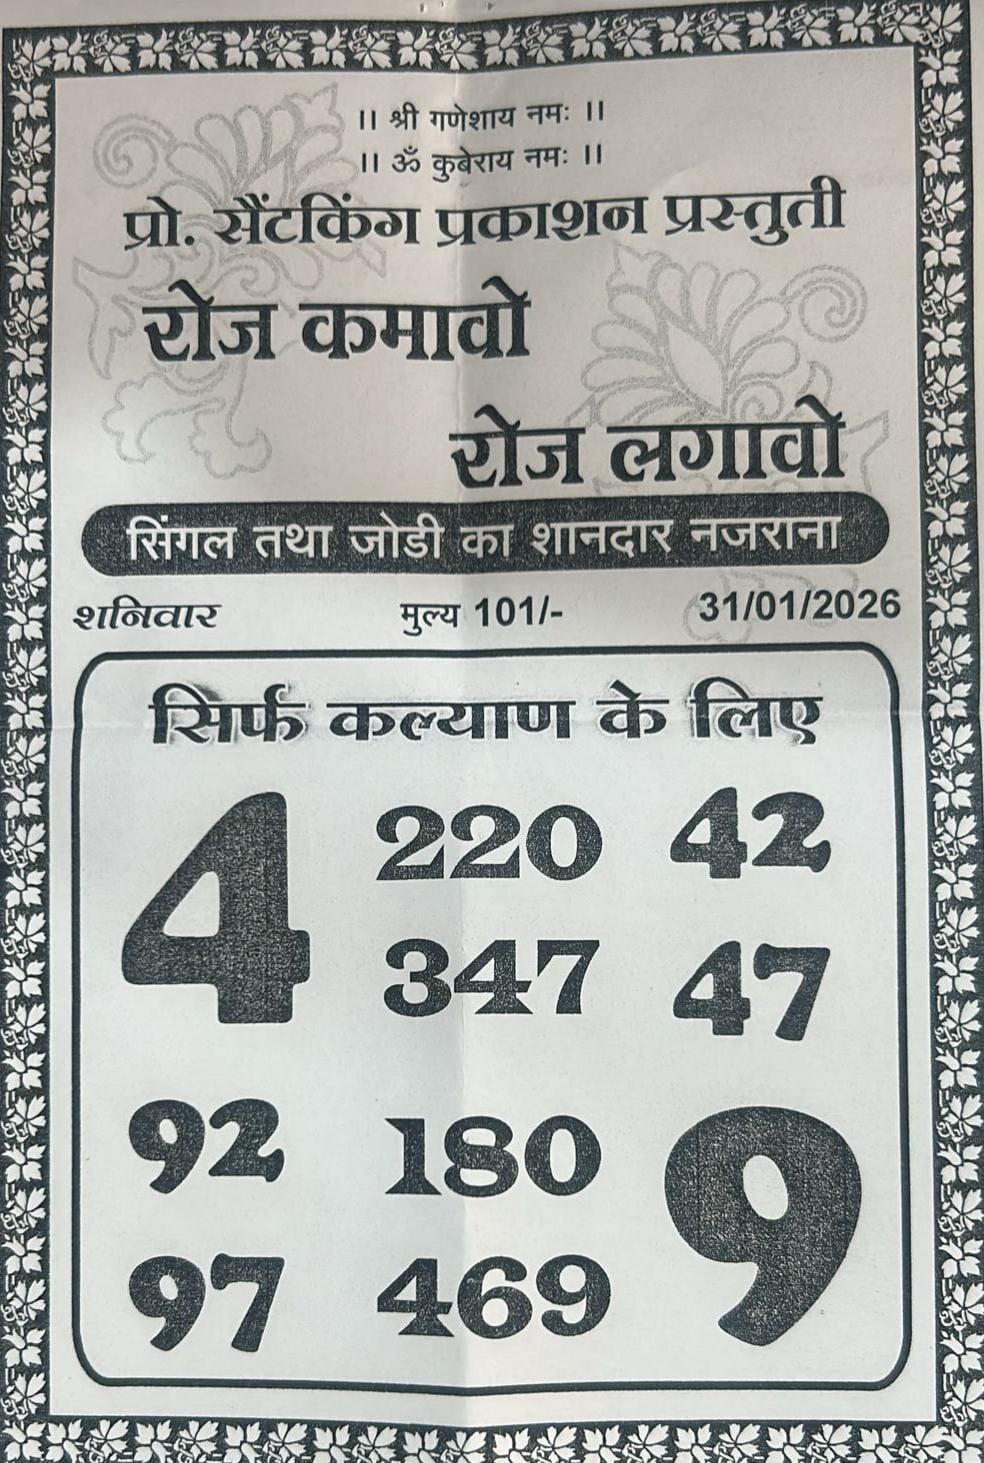 ।। श्री गणेशाय नमः ।।
।। ॐ कुबेराय नमः ।।
प्रो. सैंटकिंग प्रकाशन प्रस्तुती
रोज कमावो
रोज लगावो
सिंगल तथा जोडी का शानदार नजराना
शनिवार मुल्य 101/- 31/01/2026
सिर्फ कल्याण के लिए
4 220 42
347 47
92 180 9
97 469